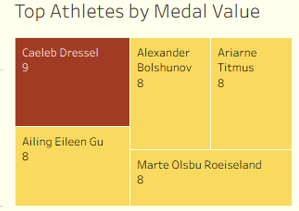 Top Athletes by Medal Value
Caeleb Dressel
9
Alexander
Bolshunov
8
Ariarne
Titmus
8
Ailing Eileen Gu
8
Marte Olsbu Roeiseland
8